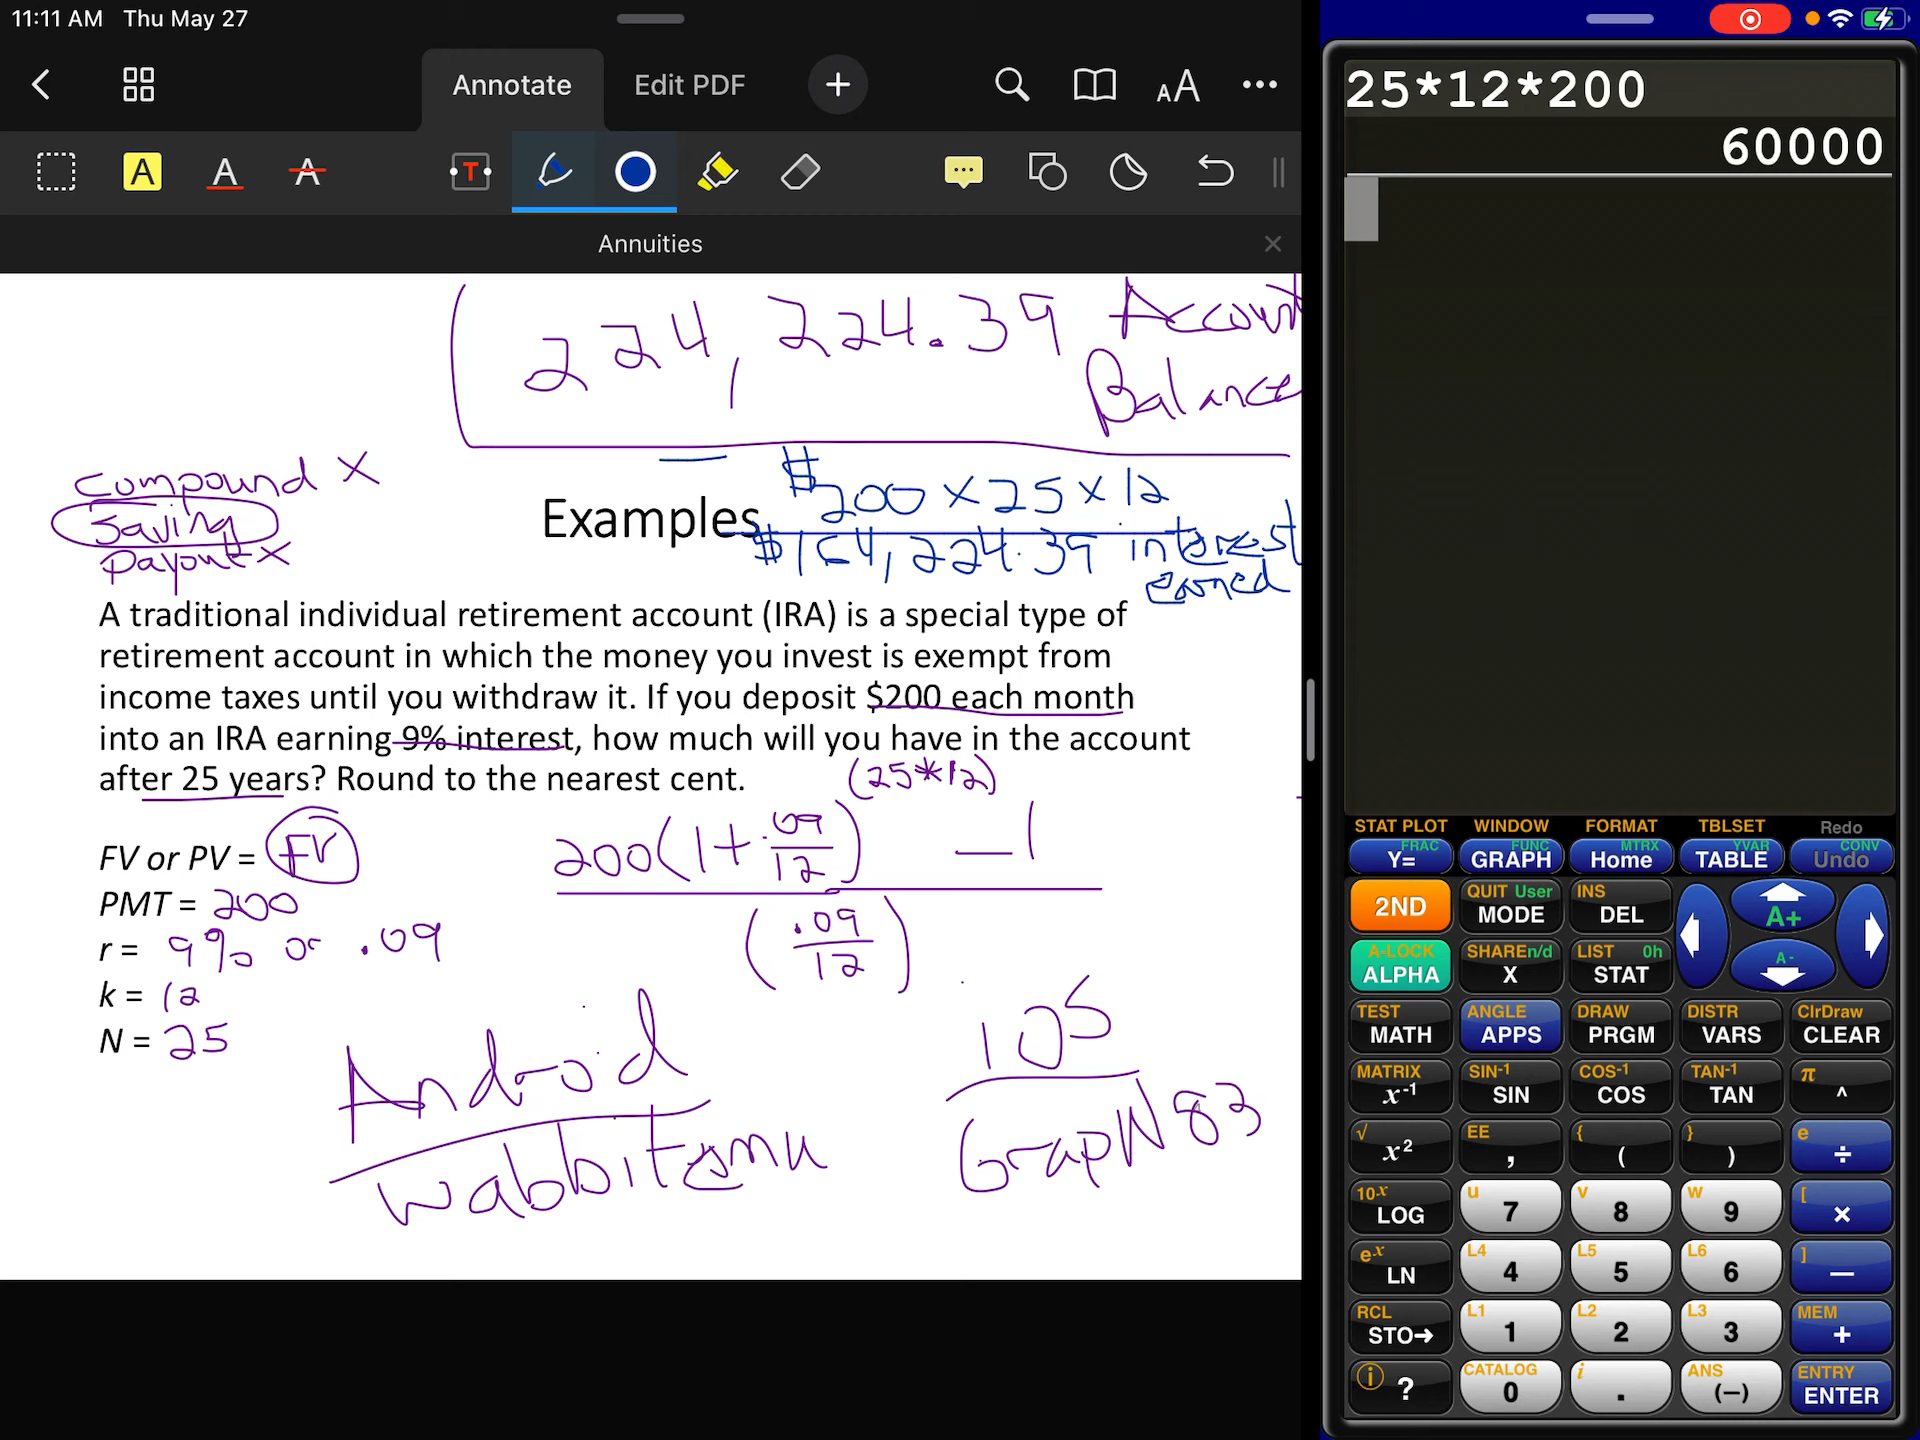 11:11 AM Thu May 27
Annotate Edit PDF
Annuities
224,224.39 Account
Balance
Compound X
Saving
Payout X
Examples
$200 X 25 X 12
$164,224.39 interest
earned
A traditional individual retirement account (IRA) is a special type of
retirement account in which the money you invest is exempt from
income taxes until you withdraw it. If you deposit $200 each month
into an IRA earning 9% interest, how much will you have in the account
after 25 years? Round to the nearest cent.
(25*12)
200(1+.09/12) -1
(.09/12)
FV or PV = FV
PMT = 200
r = 9% or .09
k = 12
N = 25
Android
Wabbitemu
IOS
GraphN83
25*12*200
60000
STAT PLOT WINDOW FORMAT TBLSET Redo
FRAC FUNC MTRX YVAR CONV
Y= GRAPH Home TABLE Undo
QUIT User INS
2ND MODE DEL A+
A-LOCK SHARE n/d LIST 0h A-
ALPHA X STAT
TEST ANGLE DRAW DISTR ClrDraw
MATH APPS PRGM VARS CLEAR
MATRIX SIN-1 COS-1 TAN-1 π
x-1 SIN COS TAN ^
√ EE { } e
x² , ( ) ÷
10x u v w [
LOG 7 8 9 ×
ex L4 L5 L6 ]
LN 4 5 6 —
RCL L1 L2 L3 MEM
STO→ 1 2 3 +
i CATALOG i ANS ENTRY
? 0 . (—) ENTER